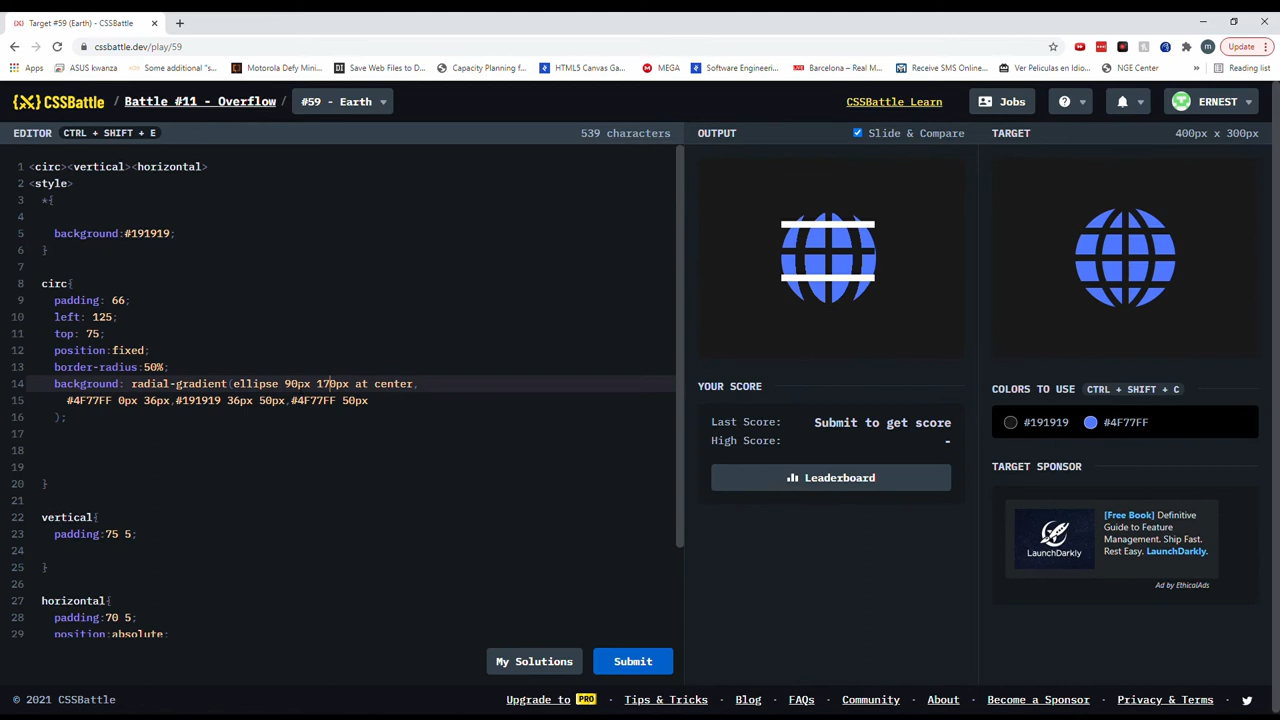 Target #59 (Earth) - CSSBattle
cssbattle.dev/play/59
Update
Apps
ASUS kwanza
Some additional "s...
Motorola Defy Mini...
Save Web Files to D...
Capacity Planning f...
HTML5 Canvas Ga...
MEGA
Software Engineeri...
Barcelona – Real M...
Receive SMS Online...
Ver Peliculas en Idio...
NGE Center
»
Reading list
{X} CSSBattle / Battle #11 - Overflow / #59 - Earth
CSSBattle Learn
Jobs
ERNEST
EDITOR CTRL + SHIFT + E
539 characters
OUTPUT
Slide & Compare
TARGET
400px x 300px
1 <circ><vertical><horizontal>
2 <style>
3 *{
4
5 background:#191919;
6 }
7
8 circ{
9 padding: 66;
10 left: 125;
11 top: 75;
12 position:fixed;
13 border-radius:50%;
14 background: radial-gradient(ellipse 90px 170px at center,
15 #4F77FF 0px 36px,#191919 36px 50px,#4F77FF 50px
16 );
17
18
19
20 }
21
22 vertical{
23 padding:75 5;
24
25 }
26
27 horizontal{
28 padding:70 5;
29 position:absolute;
YOUR SCORE
Last Score: Submit to get score
High Score: -
Leaderboard
COLORS TO USE CTRL + SHIFT + C
#191919
#4F77FF
TARGET SPONSOR
LaunchDarkly
[Free Book] Definitive
Guide to Feature
Management. Ship Fast.
Rest Easy. LaunchDarkly.
Ad by EthicalAds
My Solutions
Submit
© 2021 CSSBattle
Upgrade to PRO • Tips & Tricks • Blog • FAQs • Community • About • Become a Sponsor • Privacy & Terms •